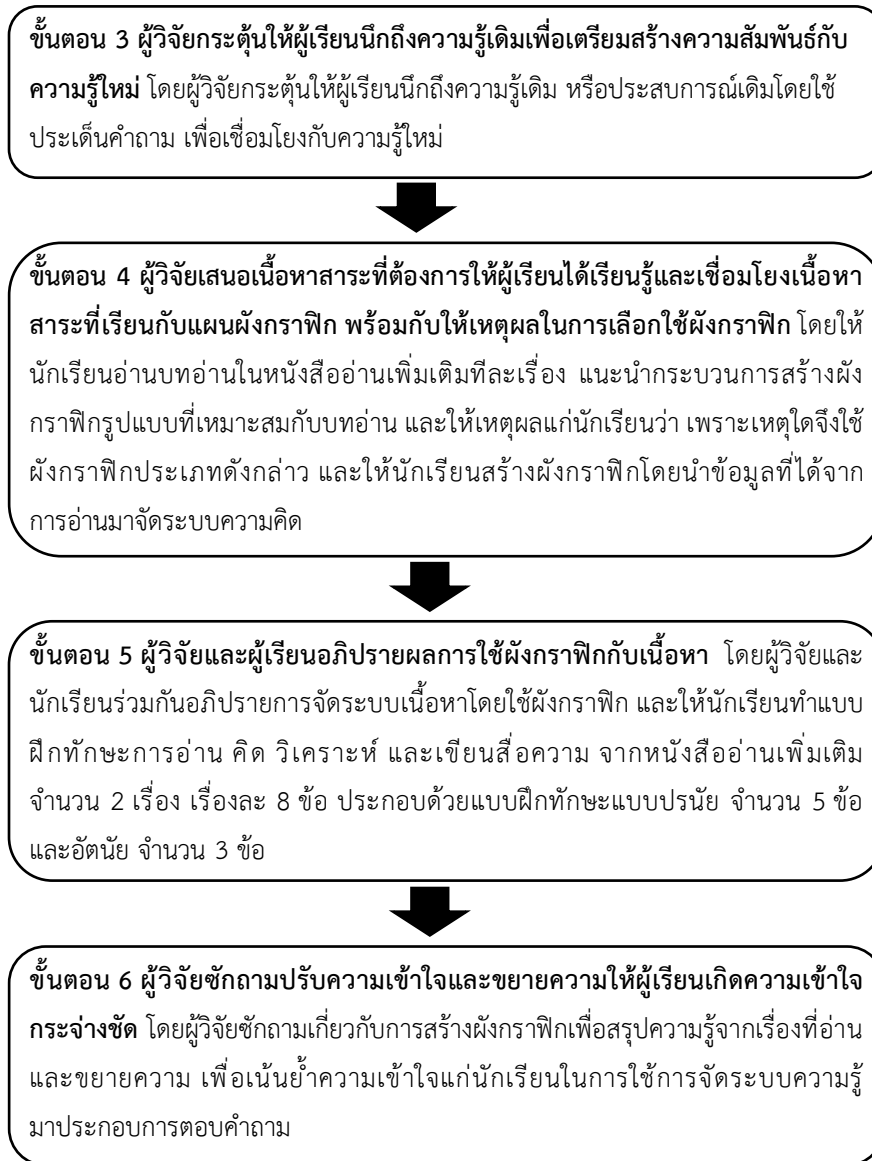 ขั้นตอน 3 ผู้วิจัยกระตุ้นให้ผู้เรียนนึกถึงความรู้เดิมเพื่อเตรียมสร้างความสัมพันธ์กับ
ความรู้ใหม่ โดยผู้วิจัยกระตุ้นให้ผู้เรียนนึกถึงความรู้เดิม หรือประสบการณ์เดิมโดยใช้
ประเด็นคำถาม เพื่อเชื่อมโยงกับความรู้ใหม่
ขั้นตอน 4 ผู้วิจัยเสนอเนื้อหาสาระที่ต้องการให้ผู้เรียนได้เรียนรู้และเชื่อมโยงเนื้อหา
สาระที่เรียนกับแผนผังกราฟิก พร้อมกับให้เหตุผลในการเลือกใช้ผังกราฟิก โดยให้
นักเรียนอ่านบทอ่านในหนังสืออ่านเพิ่มเติมทีละเรื่อง แนะนำกระบวนการสร้างผัง
กราฟิกรูปแบบที่เหมาะสมกับบทอ่าน และให้เหตุผลแก่นักเรียนว่า เพราะเหตุใดจึงใช้
ผังกราฟิกประเภทดังกล่าว และให้นักเรียนสร้างผังกราฟิกโดยนำข้อมูลที่ได้จาก
การอ่านมาจัดระบบความคิด
ขั้นตอน 5 ผู้วิจัยและผู้เรียนอภิปรายผลการใช้ผังกราฟิกกับเนื้อหา โดยผู้วิจัยและ
นักเรียนร่วมกันอภิปรายการจัดระบบเนื้อหาโดยใช้ผังกราฟิก และให้นักเรียนทำแบบ
ฝึกทักษะการอ่าน คิด วิเคราะห์ และเขียนสื่อความ จากหนังสืออ่านเพิ่มเติม
จำนวน 2 เรื่อง เรื่องละ 8 ข้อ ประกอบด้วยแบบฝึกทักษะแบบปรนัย จำนวน 5 ข้อ
และอัตนัย จำนวน 3 ข้อ
ขั้นตอน 6 ผู้วิจัยซักถามปรับความเข้าใจและขยายความให้ผู้เรียนเกิดความเข้าใจ
กระจ่างชัด โดยผู้วิจัยซักถามเกี่ยวกับการสร้างผังกราฟิกเพื่อสรุปความรู้จากเรื่องที่อ่าน
และขยายความ เพื่อเน้นย้ำความเข้าใจแก่นักเรียนในการใช้การจัดระบบความรู้
มาประกอบการตอบคำถาม